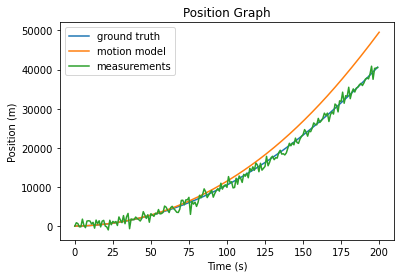 Position Graph
ground truth
motion model
measurements
Position (m)
50000
40000
30000
20000
10000
0
0 25 50 75 100 125 150 175 200
Time (s)